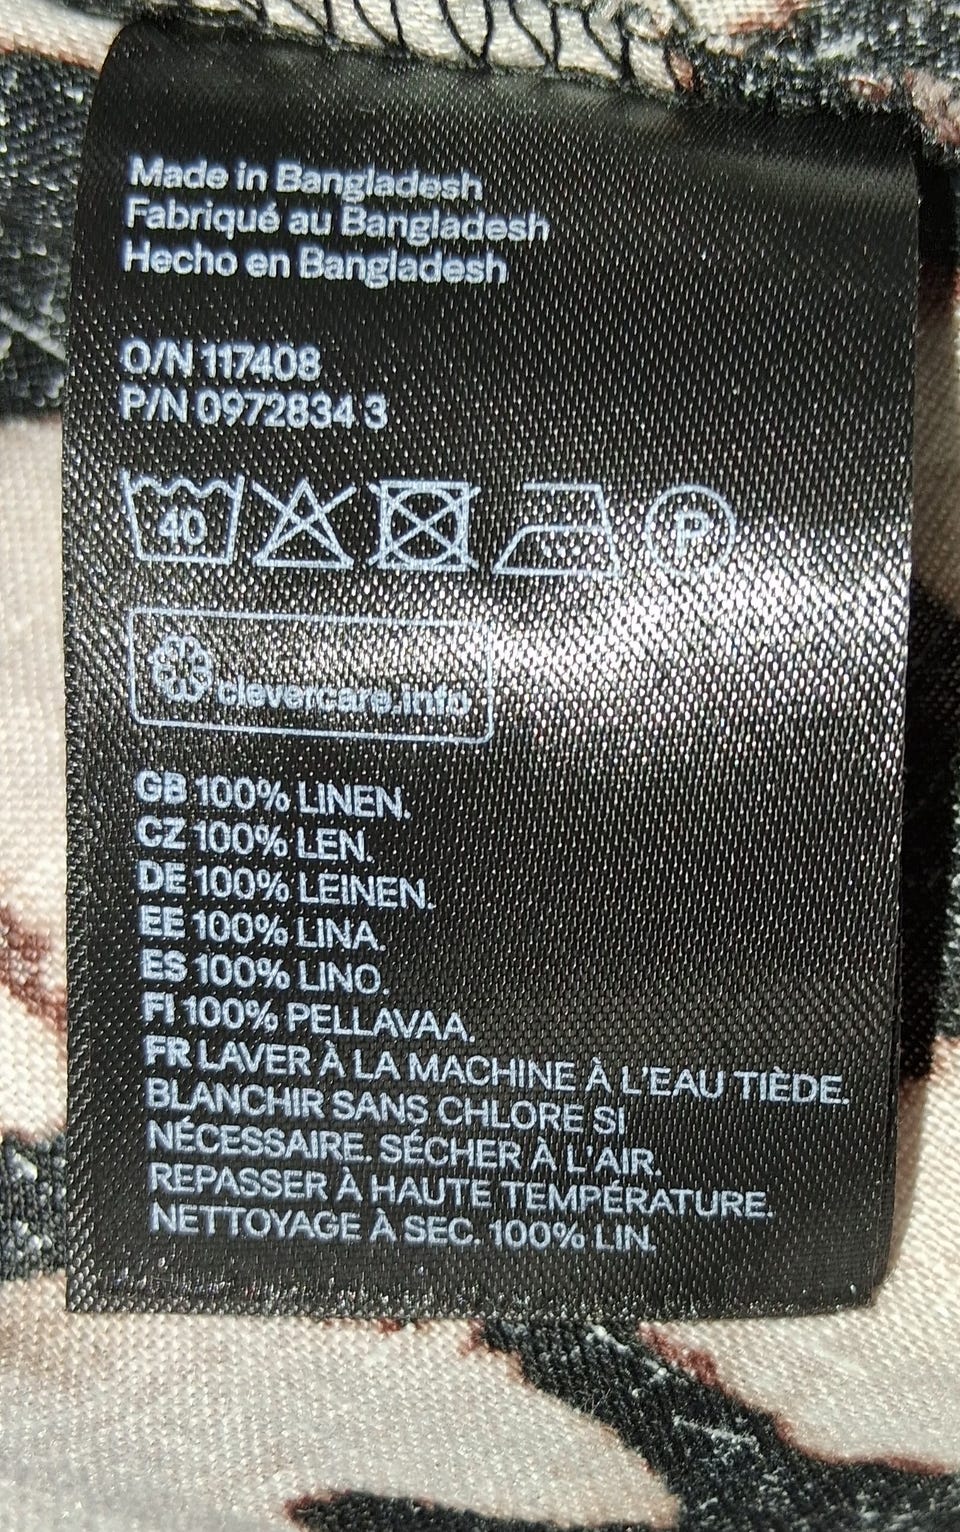 Made in Bangladesh
Fabriqué au Bangladesh
Hecho en Bangladesh
O/N 117408
P/N 0972834 3
40
P
clevercare.info
GB 100% LINEN.
CZ 100% LEN.
DE 100% LEINEN.
EE 100% LINA.
ES 100% LINO.
FI 100% PELLAVAA.
FR LAVER À LA MACHINE À L'EAU TIÈDE.
BLANCHIR SANS CHLORE SI
NÉCESSAIRE. SÉCHER À L'AIR.
REPASSER À HAUTE TEMPÉRATURE.
NETTOYAGE À SEC. 100% LIN.